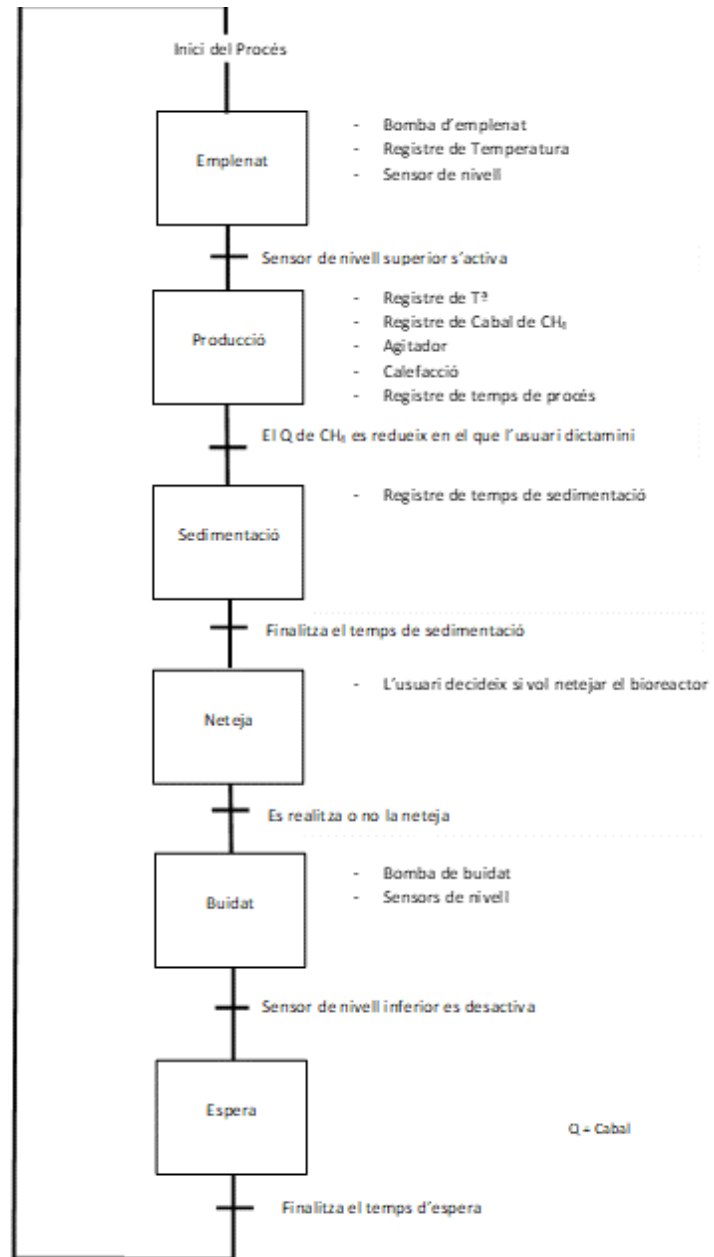 Inici del Procés
Emplenat
- Bomba d'emplenat
- Registre de Temperatura
- Sensor de nivell
Sensor de nivell superior s'activa
Producció
- Registre de Tª
- Registre de Cabal de CH₄
- Agitador
- Calefacció
- Registre de temps de procés
El Q de CH₄ es redueix en el que l'usuari dictamini
Sedimentació
- Registre de temps de sedimentació
Finalitza el temps de sedimentació
Neteja
- L'usuari decideix si vol netejar el bioreactor
Es realitza o no la neteja
Buidat
- Bomba de buidat
- Sensors de nivell
Sensor de nivell inferior es desactiva
Espera
Q = Cabal
Finalitza el temps d'espera